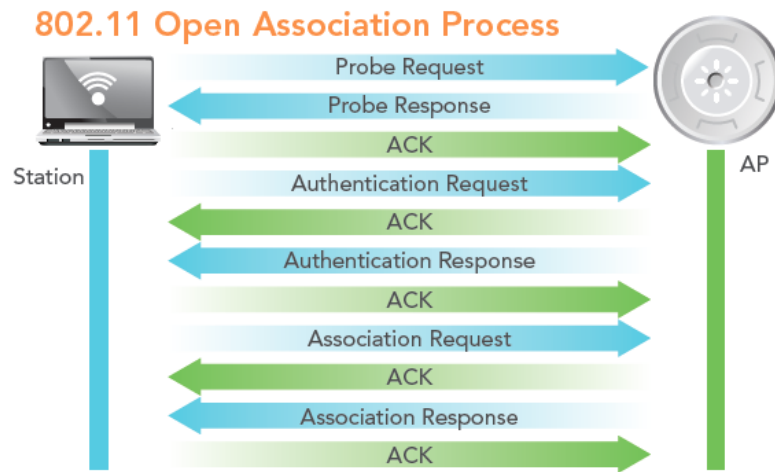 802.11 Open Association Process
Probe Request
Probe Response
ACK
Station
AP
Authentication Request
ACK
Authentication Response
ACK
Association Request
ACK
Association Response
ACK